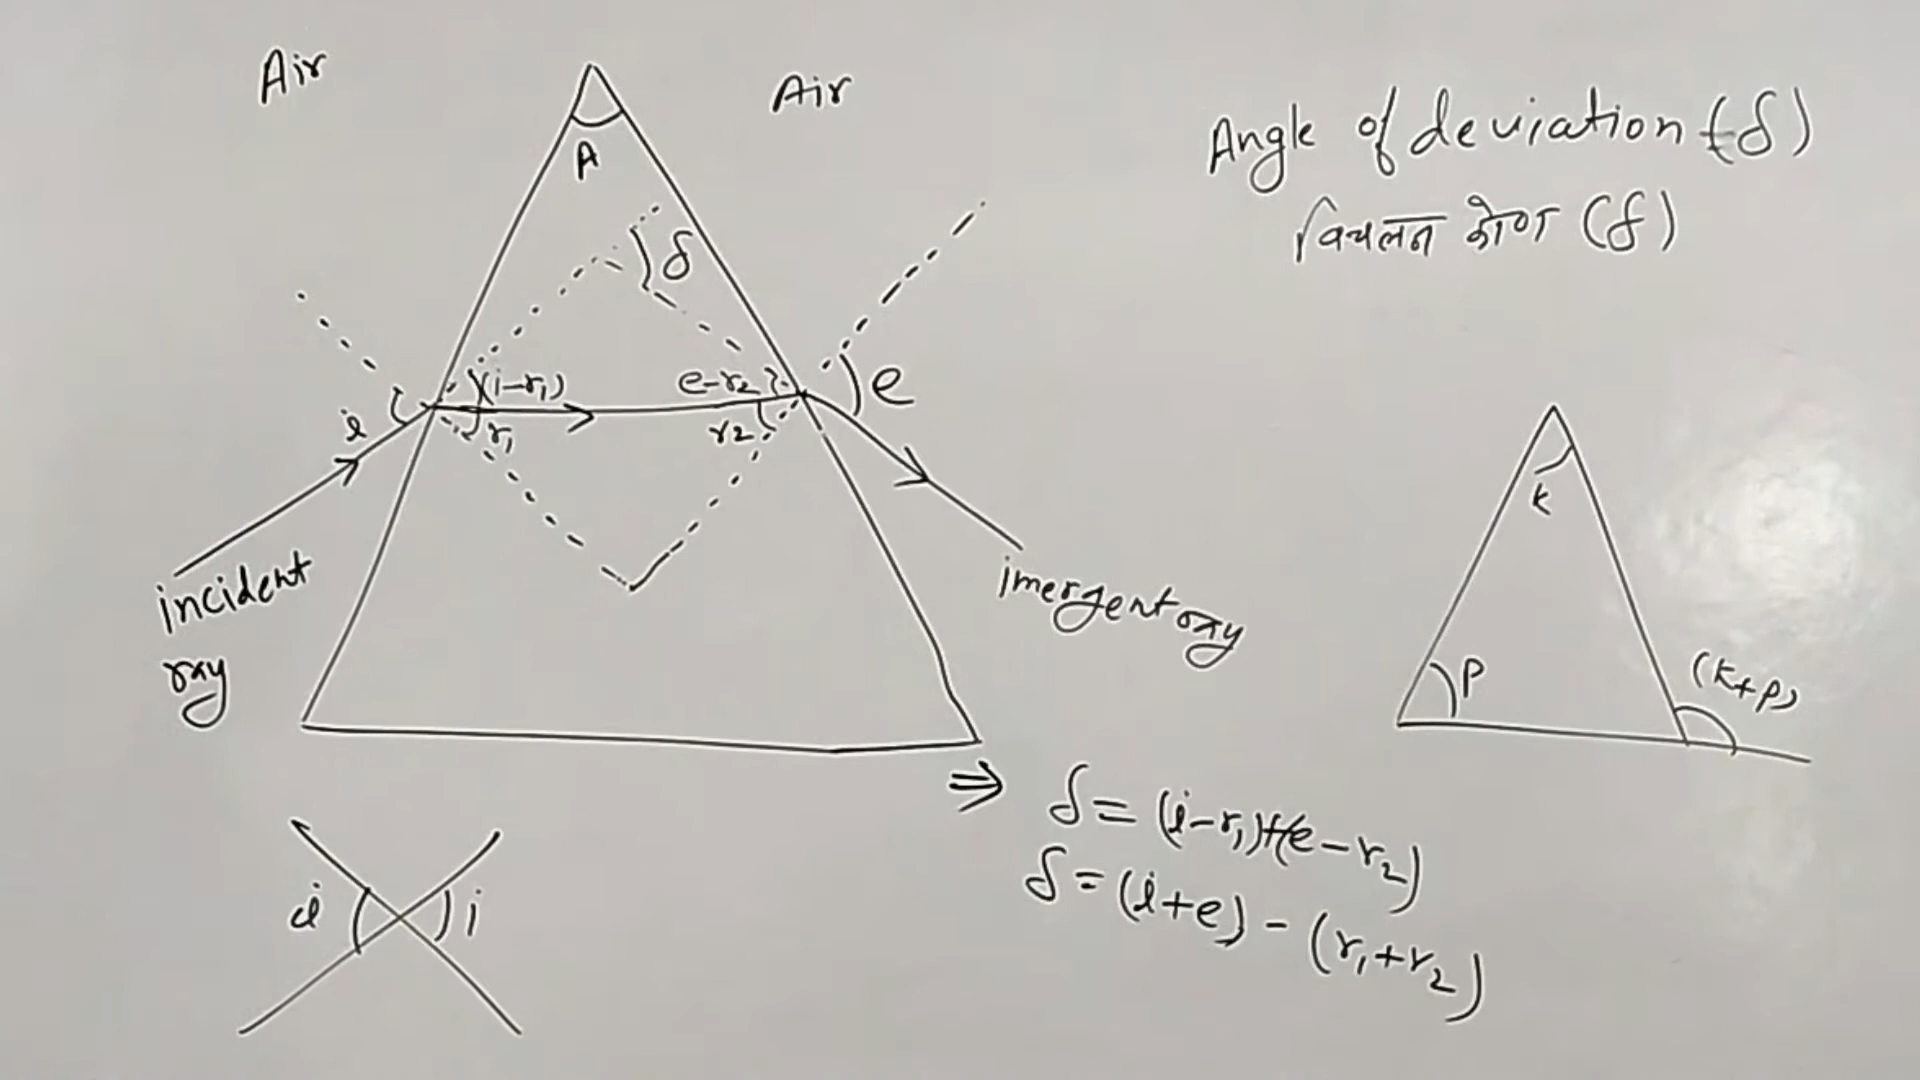 Air
Air
A
Angle of deviation (δ)
विचलन कोण (δ)
δ
(i-r₁)
e-r₂
e
i
r₁
r₂
incident
ray
imergent ray
K
P
(K+P)
⇒ δ = (i-r₁)+(e-r₂)
δ = (i+e) - (r₁+r₂)
i
i